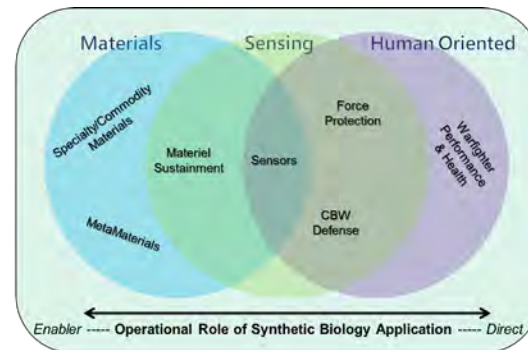 Materials
Sensing
Human Oriented
Specialty/Commodity
Materials
MetaMaterials
Materiel
Sustainment
Sensors
Force
Protection
CBW
Defense
Warfighter
Performance
& Health
Enabler ----- Operational Role of Synthetic Biology Application ----- Direct